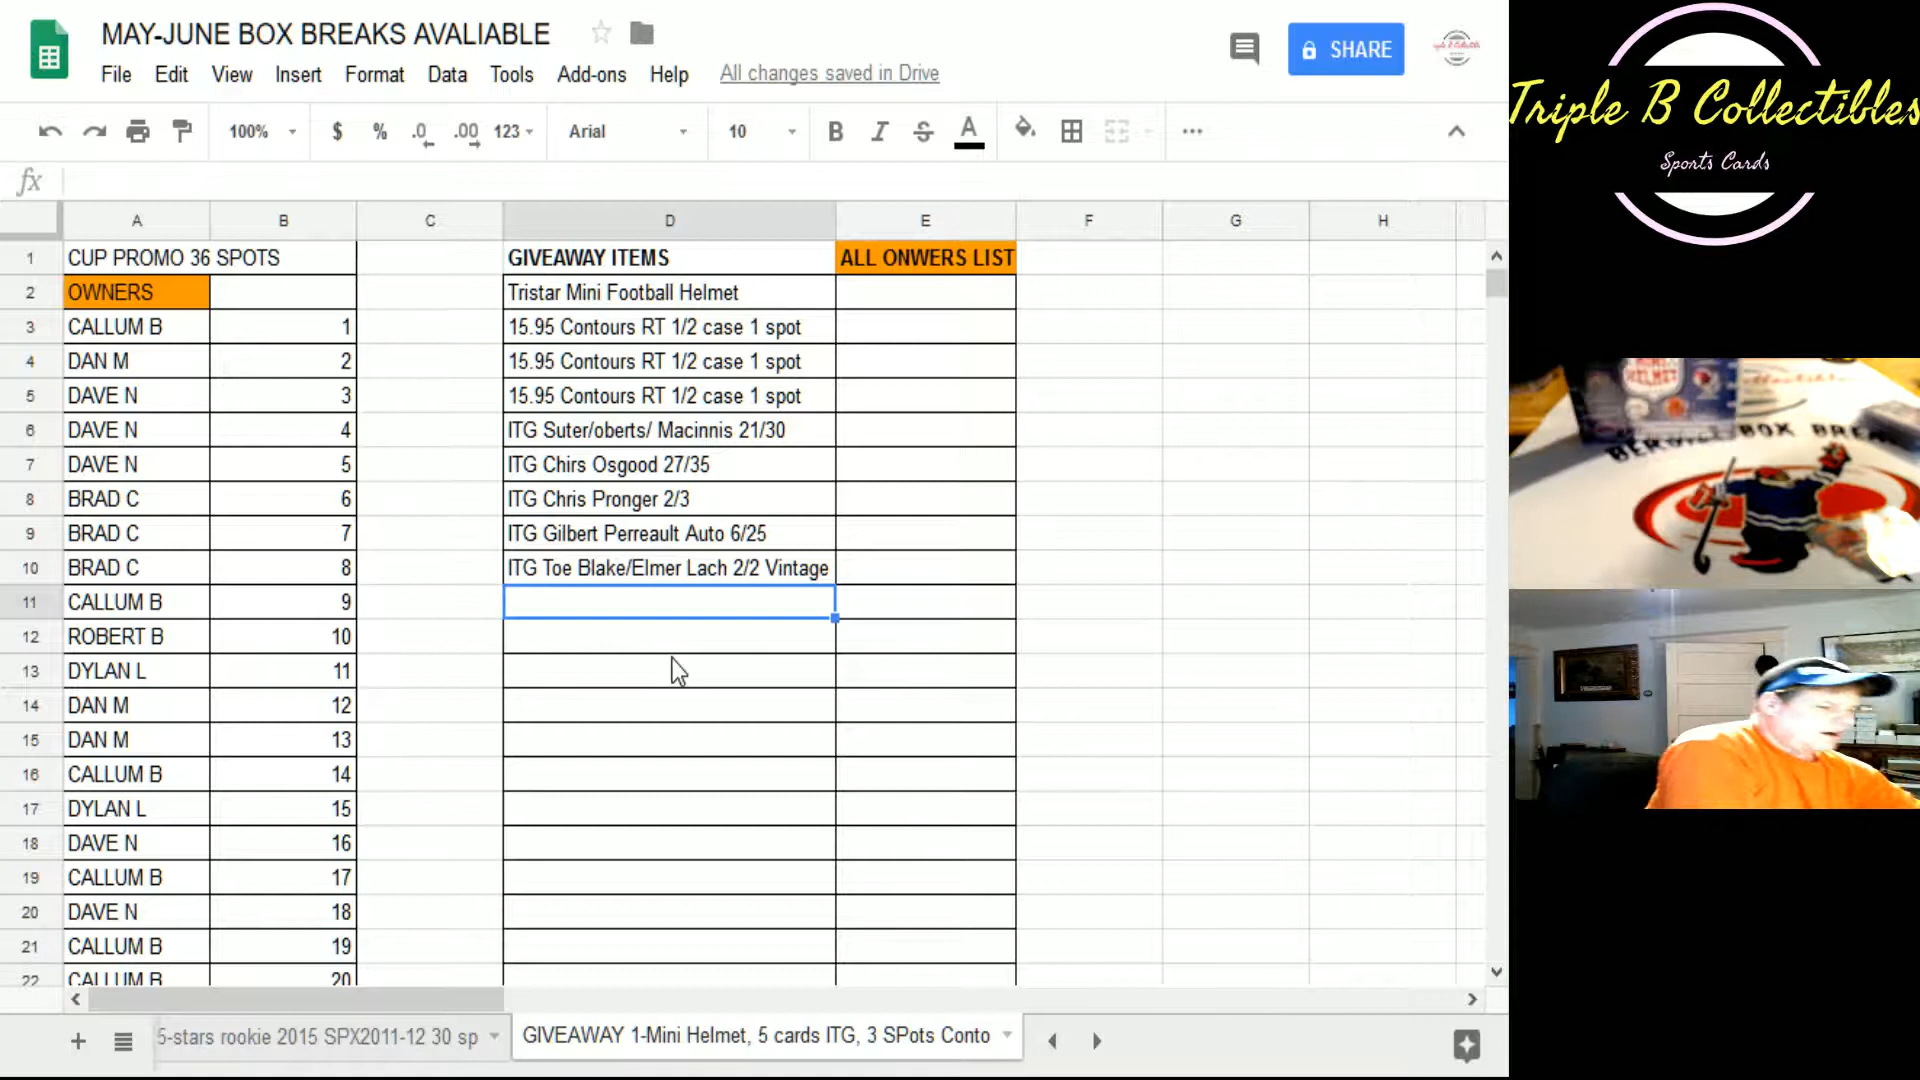 MAY-JUNE BOX BREAKS AVALIABLE
File Edit View Insert Format Data Tools Add-ons Help All changes saved in Drive
SHARE
100% $ % .0 .00 123 Arial 10 B I S A
fx
A B C D E F G H
1 CUP PROMO 36 SPOTS GIVEAWAY ITEMS ALL ONWERS LIST
2 OWNERS Tristar Mini Football Helmet
3 CALLUM B 1 15.95 Contours RT 1/2 case 1 spot
4 DAN M 2 15.95 Contours RT 1/2 case 1 spot
5 DAVE N 3 15.95 Contours RT 1/2 case 1 spot
6 DAVE N 4 ITG Suter/oberts/ Macinnis 21/30
7 DAVE N 5 ITG Chirs Osgood 27/35
8 BRAD C 6 ITG Chris Pronger 2/3
9 BRAD C 7 ITG Gilbert Perreault Auto 6/25
10 BRAD C 8 ITG Toe Blake/Elmer Lach 2/2 Vintage
11 CALLUM B 9
12 ROBERT B 10
13 DYLAN L 11
14 DAN M 12
15 DAN M 13
16 CALLUM B 14
17 DYLAN L 15
18 DAVE N 16
19 CALLUM B 17
20 DAVE N 18
21 CALLUM B 19
22 CALLUM B 20
5-stars rookie 2015 SPX2011-12 30 sp
GIVEAWAY 1-Mini Helmet, 5 cards ITG, 3 SPots Conto
Triple B Collectibles
Sports Cards
HELMET
BOX